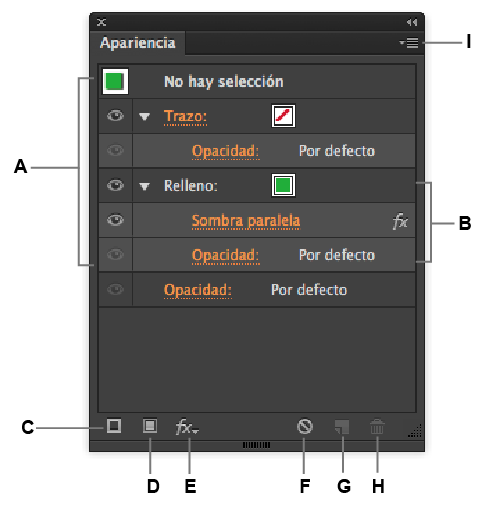 Apariencia
I
No hay selección
Trazo:
A
Opacidad: Por defecto
Relleno:
Sombra paralela fx
B
Opacidad: Por defecto
Opacidad: Por defecto
C
fx
D E F G H